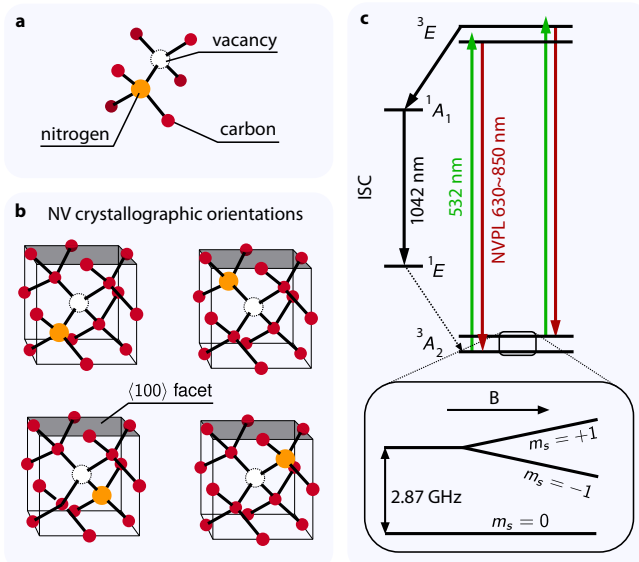 a
vacancy
nitrogen
carbon
b
NV crystallographic orientations
⟨100⟩ facet
c
³E
¹A₁
ISC
1042 nm
532 nm
NVPL 630~850 nm
¹E
³A₂
B
mₛ = +1
mₛ = −1
2.87 GHz
mₛ = 0